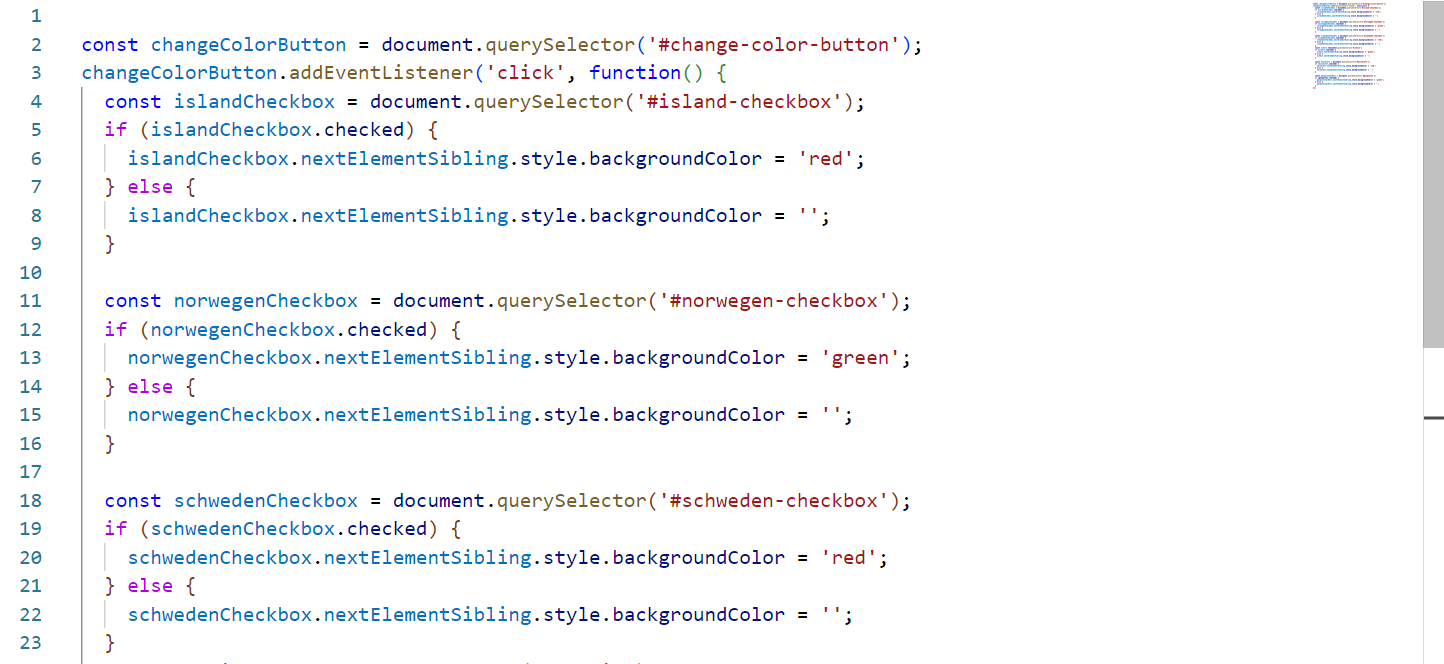 1
2 const changeColorButton = document.querySelector('#change-color-button');
3 changeColorButton.addEventListener('click', function() {
4 const islandCheckbox = document.querySelector('#island-checkbox');
5 if (islandCheckbox.checked) {
6 islandCheckbox.nextElementSibling.style.backgroundColor = 'red';
7 } else {
8 islandCheckbox.nextElementSibling.style.backgroundColor = '';
9 }
10
11 const norwegenCheckbox = document.querySelector('#norwegen-checkbox');
12 if (norwegenCheckbox.checked) {
13 norwegenCheckbox.nextElementSibling.style.backgroundColor = 'green';
14 } else {
15 norwegenCheckbox.nextElementSibling.style.backgroundColor = '';
16 }
17
18 const schwedenCheckbox = document.querySelector('#schweden-checkbox');
19 if (schwedenCheckbox.checked) {
20 schwedenCheckbox.nextElementSibling.style.backgroundColor = 'red';
21 } else {
22 schwedenCheckbox.nextElementSibling.style.backgroundColor = '';
23 }